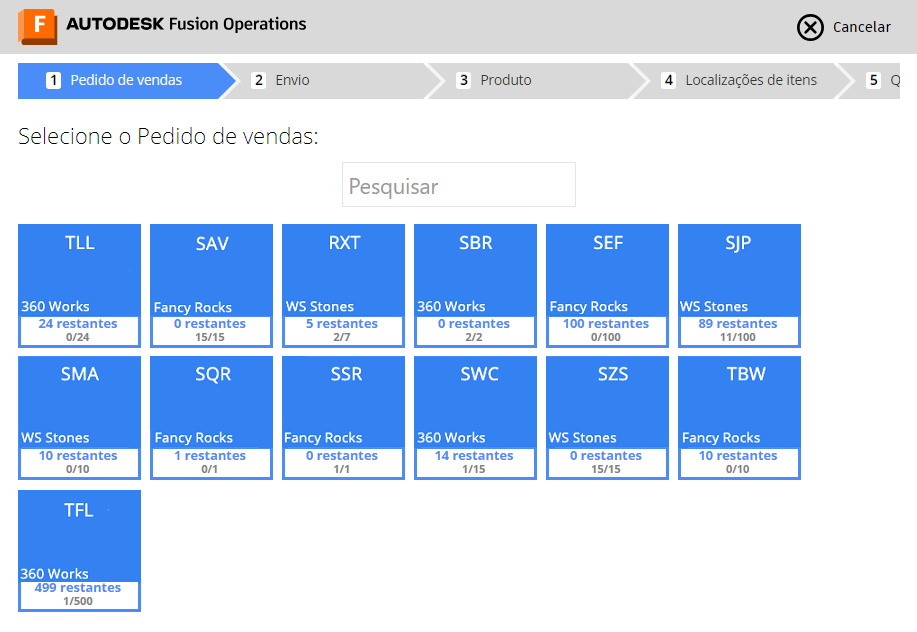 F AUTODESK Fusion Operations
Cancelar
1 Pedido de vendas
2 Envio
3 Produto
4 Localizações de itens
5 Q
Selecione o Pedido de vendas:
Pesquisar
TLL
360 Works
24 restantes
0/24
SAV
Fancy Rocks
0 restantes
15/15
RXT
WS Stones
5 restantes
2/7
SBR
360 Works
0 restantes
2/2
SEF
Fancy Rocks
100 restantes
0/100
SJP
WS Stones
89 restantes
11/100
SMA
WS Stones
10 restantes
0/10
SQR
Fancy Rocks
1 restantes
0/1
SSR
Fancy Rocks
0 restantes
1/1
SWC
360 Works
14 restantes
1/15
SZS
WS Stones
0 restantes
15/15
TBW
Fancy Rocks
10 restantes
0/10
TFL
360 Works
499 restantes
1/500